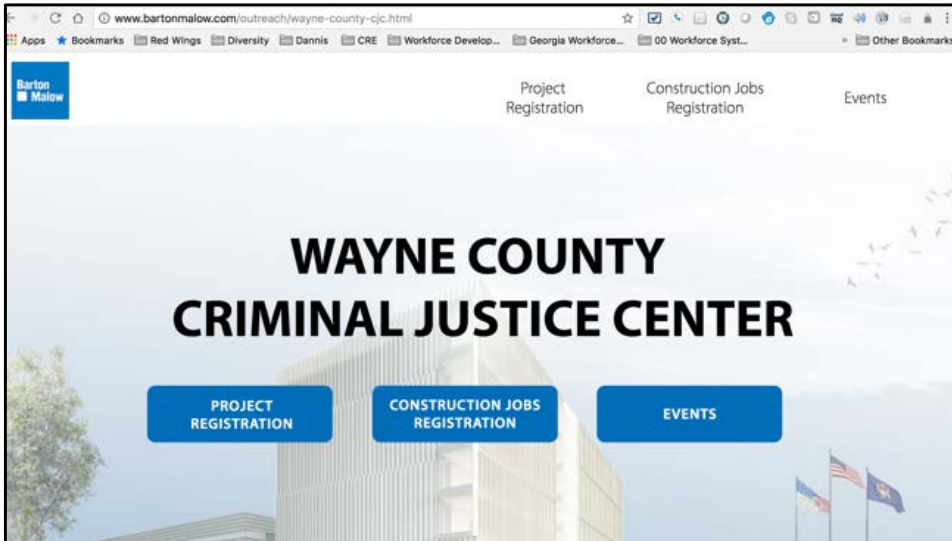 www.bartonmalow.com/outreach/wayne-county-cjc.html
Apps Bookmarks Red Wings Diversity Dannis CRE Workforce Develop... Georgia Workforce... 00 Workforce Syst... » Other Bookmarks
Barton
Malow
Project
Registration
Construction Jobs
Registration
Events
WAYNE COUNTY
CRIMINAL JUSTICE CENTER
PROJECT
REGISTRATION
CONSTRUCTION JOBS
REGISTRATION
EVENTS